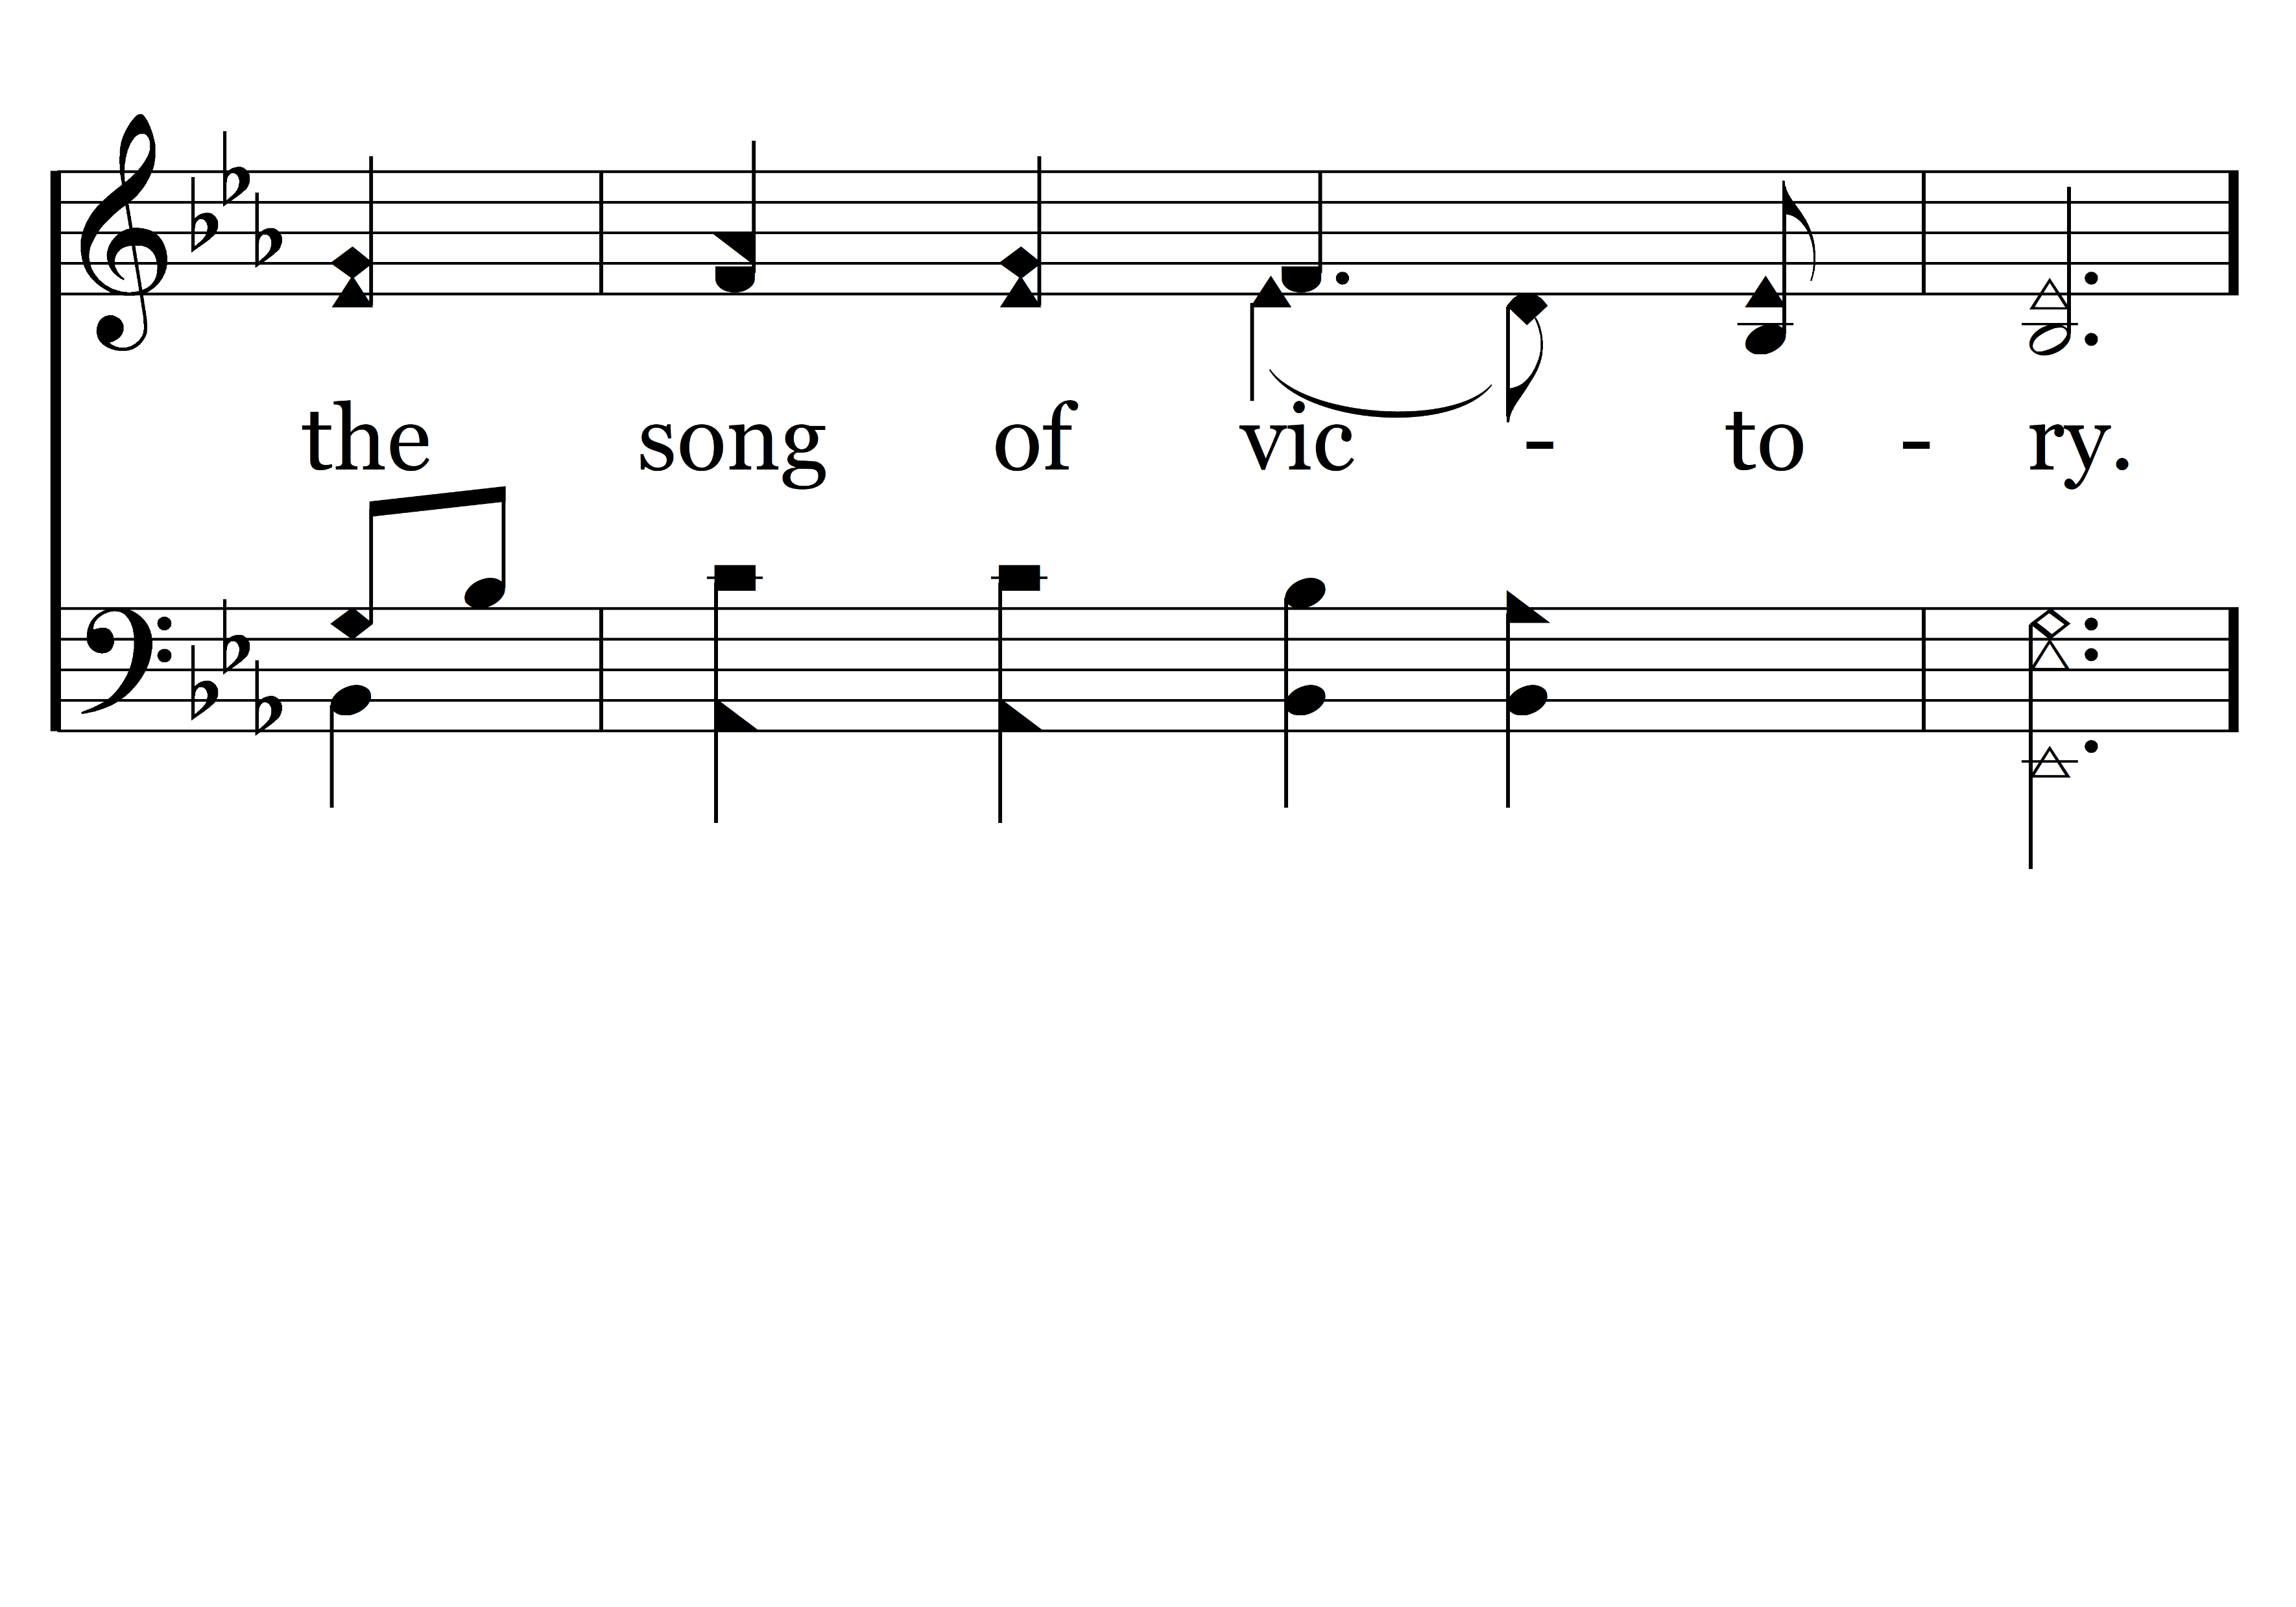 the song of vic - to - ry.